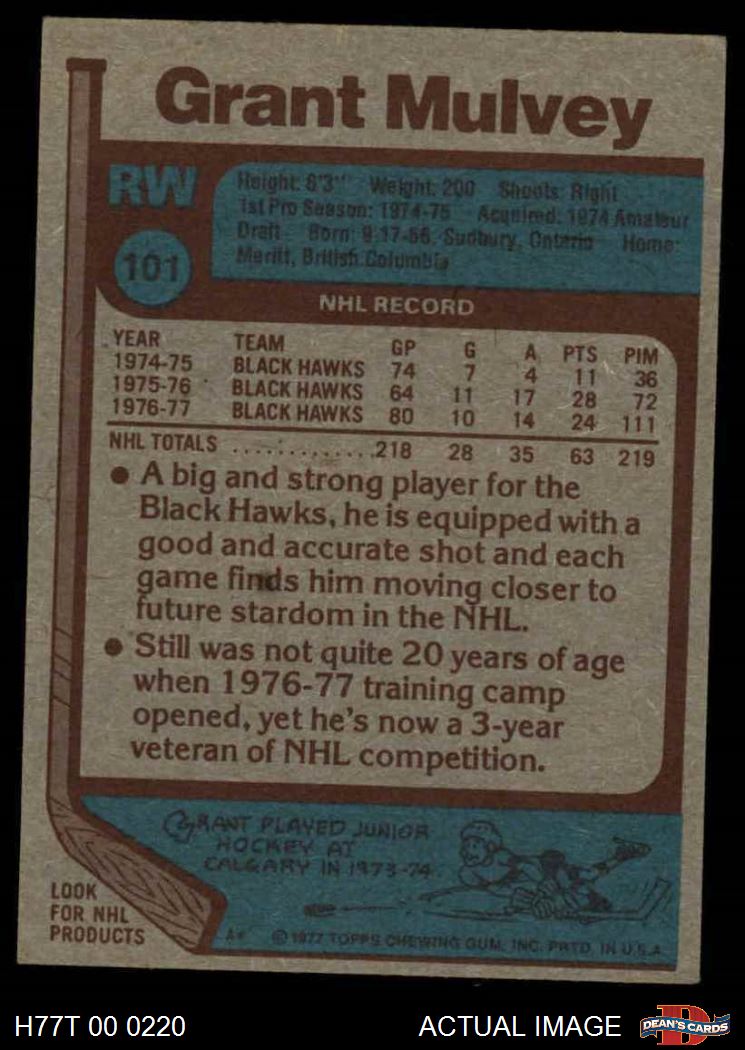 Grant Mulvey
RW
Height: 6'3" Weight: 200 Shoots: Right
1st Pro Season: 1974-75 Acquired: 1974 Amateur
Draft Born: 9-17-56, Sudbury, Ontario Home:
Merritt, British Columbia
101
NHL RECORD
YEAR TEAM GP G A PTS PIM
1974-75 BLACK HAWKS 74 7 4 11 36
1975-76 BLACK HAWKS 64 11 17 28 72
1976-77 BLACK HAWKS 80 10 14 24 111
NHL TOTALS .............218 28 35 63 219
● A big and strong player for the
Black Hawks, he is equipped with a
good and accurate shot and each
game finds him moving closer to
future stardom in the NHL.
● Still was not quite 20 years of age
when 1976-77 training camp
opened, yet he's now a 3-year
veteran of NHL competition.
GRANT PLAYED JUNIOR
HOCKEY AT
CALGARY IN 1973-74.
LOOK
FOR NHL
PRODUCTS
A* © 1977 TOPPS CHEWING GUM, INC. PRTD. IN U.S.A.
H77T 00 0220 ACTUAL IMAGE
DEAN'S CARDS